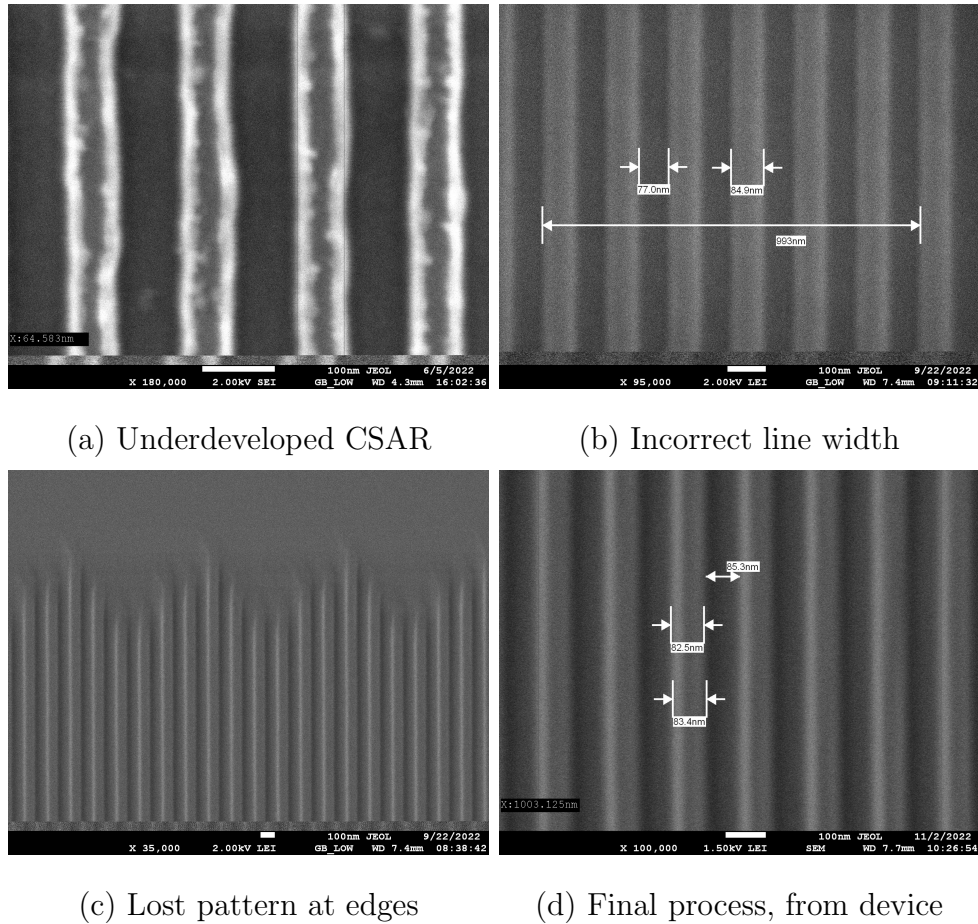 X:64.583nm
100nm JEOL 6/5/2022
X 180,000 2.00kV SEI GB_LOW WD 4.3mm 16:02:36
77.0nm
84.9nm
993nm
100nm JEOL 9/22/2022
X 95,000 2.00kV LEI GB_LOW WD 7.4mm 09:11:32
(a) Underdeveloped CSAR
(b) Incorrect line width
100nm JEOL 9/22/2022
X 35,000 2.00kV LEI GB_LOW WD 7.4mm 08:38:42
85.3nm
82.5nm
83.4nm
X:1003.125nm
100nm JEOL 11/2/2022
X 100,000 1.50kV LEI SEM WD 7.7mm 10:26:54
(c) Lost pattern at edges
(d) Final process, from device